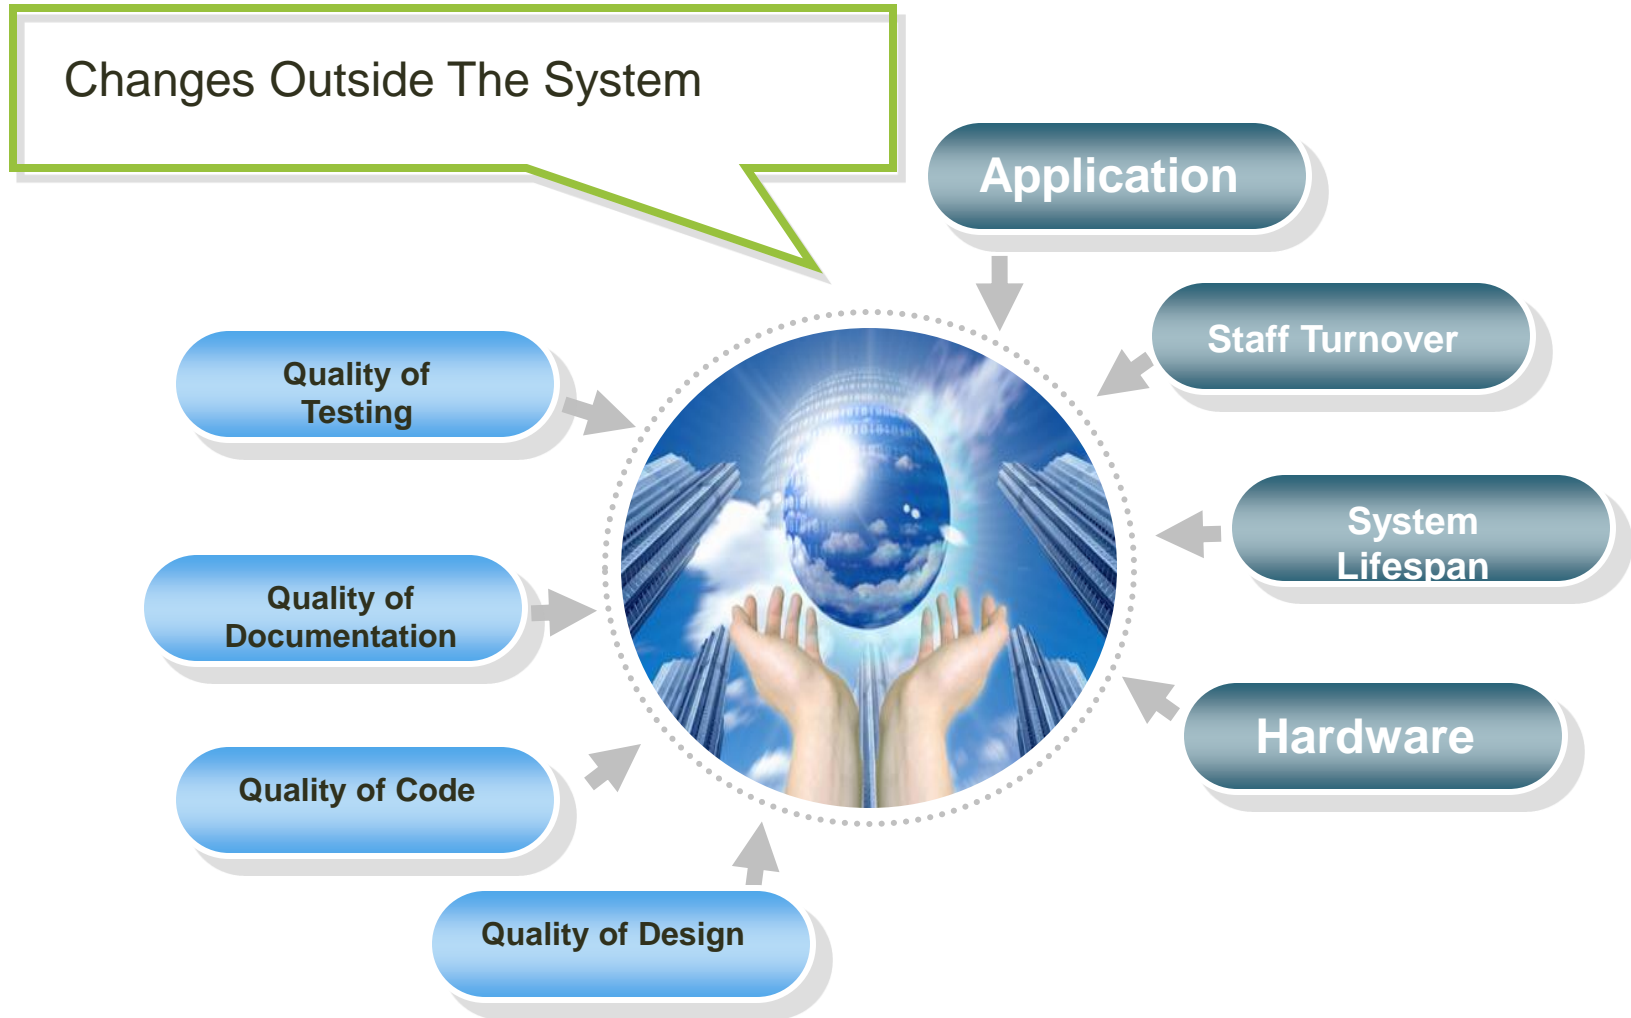 Changes Outside The System
Application
Staff Turnover
System
Lifespan
Hardware
Quality of
Testing
Quality of
Documentation
Quality of Code
Quality of Design